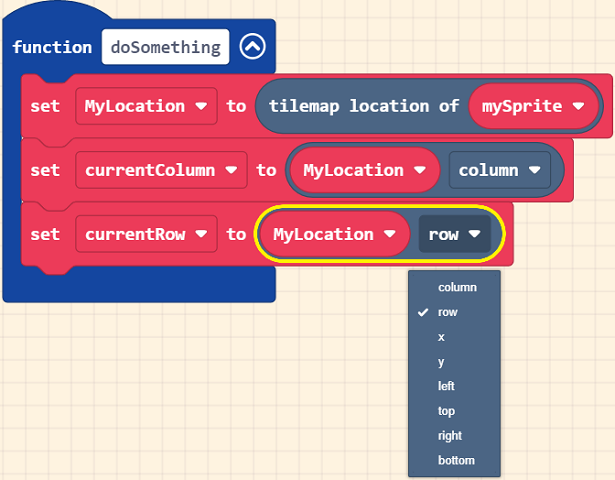 function doSomething
set MyLocation to tilemap location of mySprite
set currentColumn to MyLocation column
set currentRow to MyLocation row
column
row
x
y
left
top
right
bottom